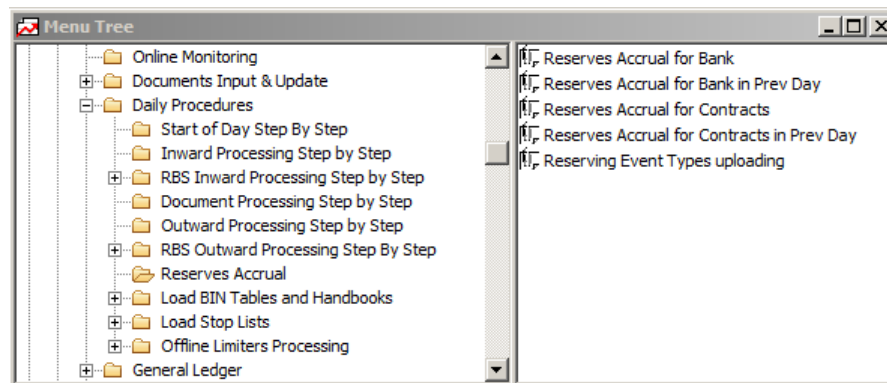 Menu Tree
Online Monitoring
Documents Input & Update
Daily Procedures
Start of Day Step By Step
Inward Processing Step by Step
RBS Inward Processing Step by Step
Document Processing Step by Step
Outward Processing Step by Step
RBS Outward Processing Step By Step
Reserves Accrual
Load BIN Tables and Handbooks
Load Stop Lists
Offline Limiters Processing
General Ledger
Reserves Accrual for Bank
Reserves Accrual for Bank in Prev Day
Reserves Accrual for Contracts
Reserves Accrual for Contracts in Prev Day
Reserving Event Types uploading